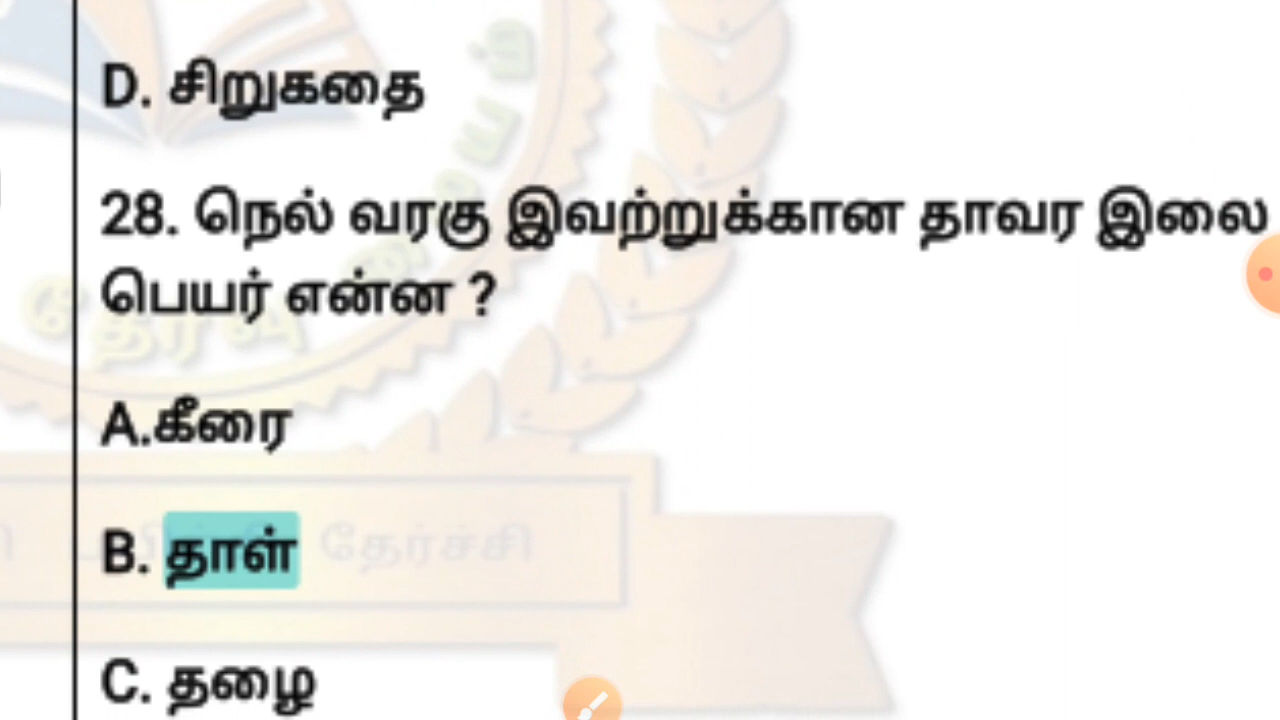 D. சிறுகதை
28. நெல் வரகு இவற்றுக்கான தாவர இலை
பெயர் என்ன ?
A.கீரை
B. தாள்
தேர்ச்சி
C. தழை
தேர்வு